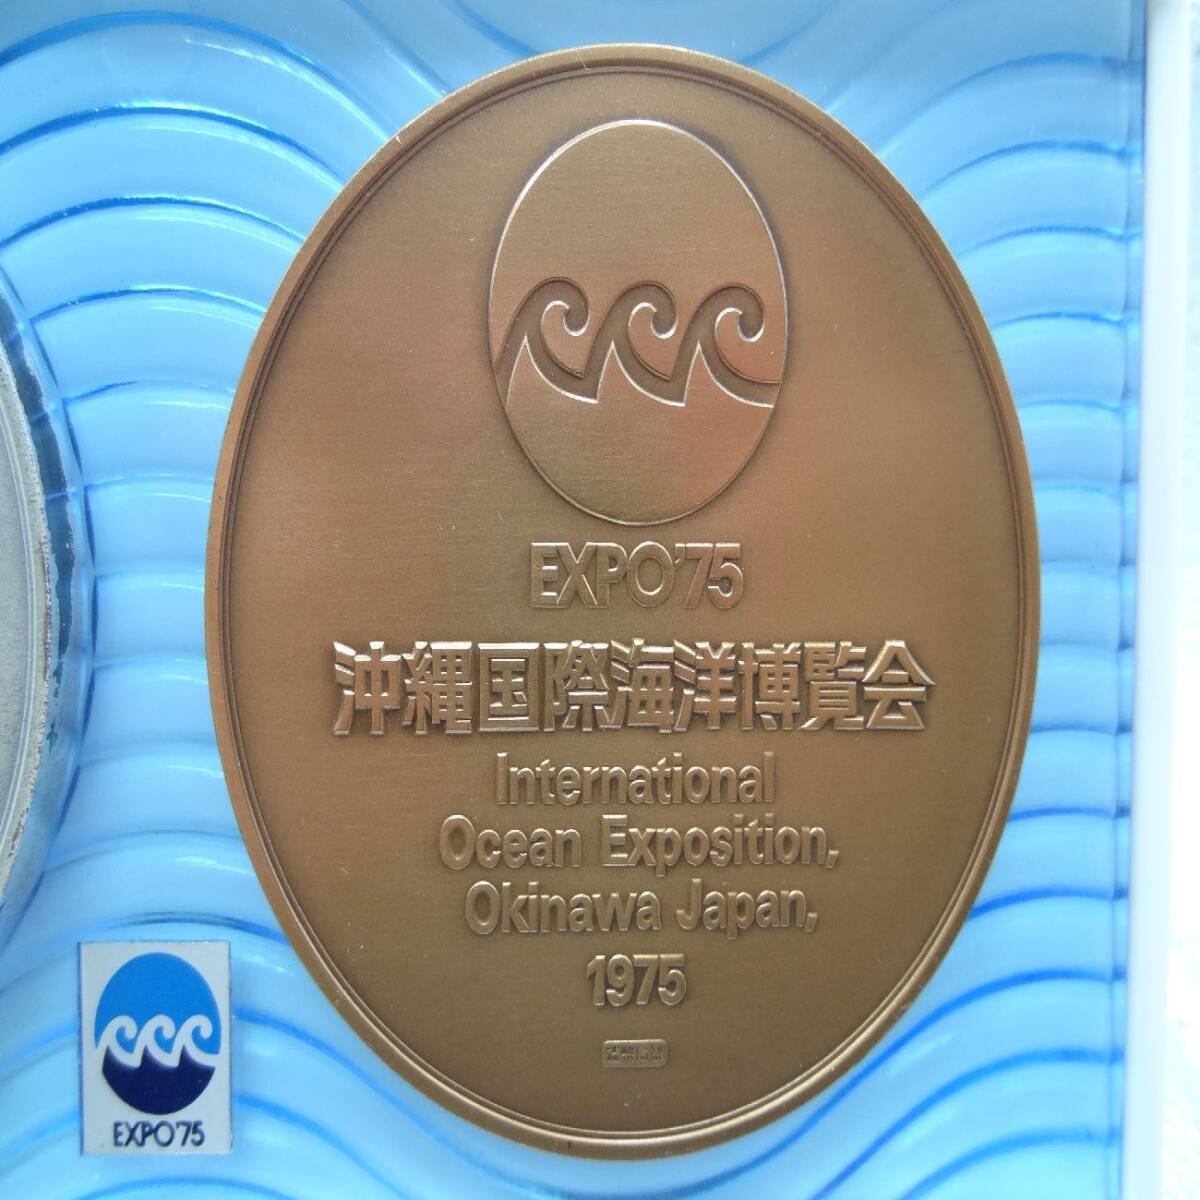 EXPO'75
沖縄国際海洋博覧会
International
Ocean Exposition,
Okinawa Japan,
1975
EXPO'75